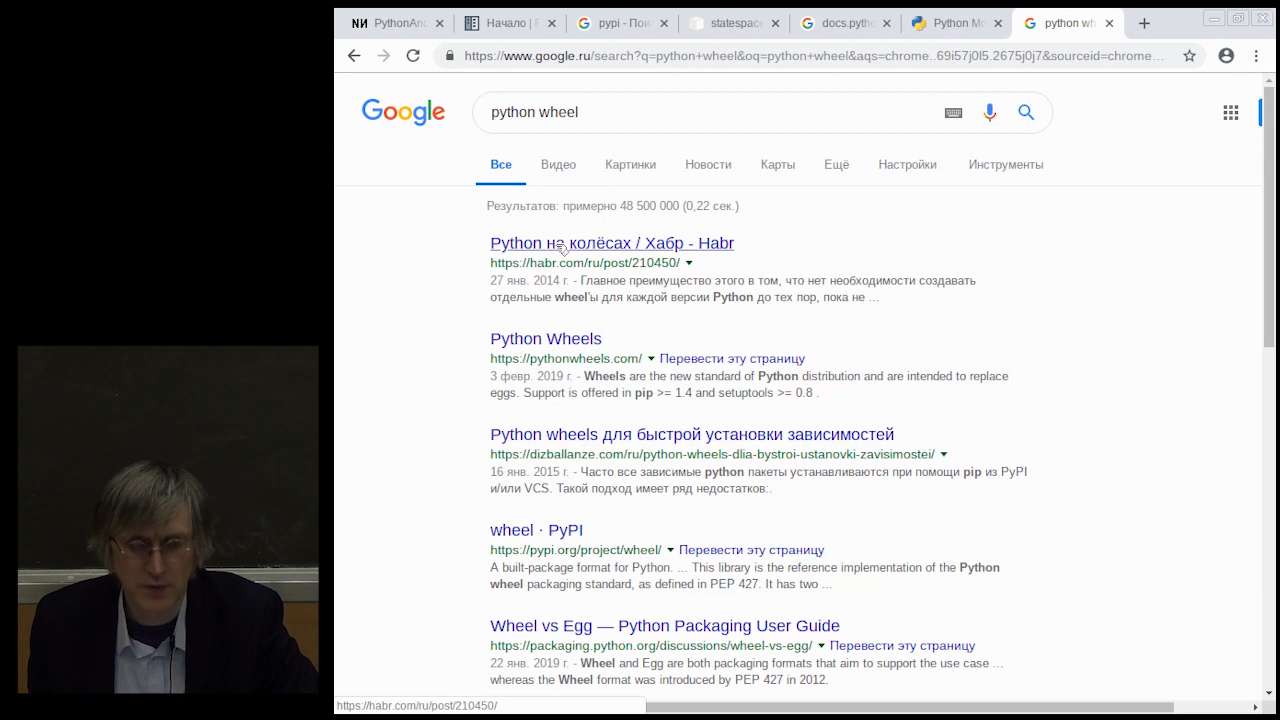 PythonAn
Начало | F
pypi - Пои
statespac
docs.pytho
Python Mo
python wh
https://www.google.ru/search?q=python+wheel&oq=python+wheel&aqs=chrome..69i57j0l5.2675j0j7&sourceid=chrome...
Google
python wheel
Все Видео Картинки Новости Карты Ещё Настройки Инструменты
Результатов: примерно 48 500 000 (0,22 сек.)
Python на колёсах / Хабр - Habr
https://habr.com/ru/post/210450/
27 янв. 2014 г. - Главное преимущество этого в том, что нет необходимости создавать
отдельные wheel'ы для каждой версии Python до тех пор, пока не ...
Python Wheels
https://pythonwheels.com/ Перевести эту страницу
3 февр. 2019 г. - Wheels are the new standard of Python distribution and are intended to replace
eggs. Support is offered in pip >= 1.4 and setuptools >= 0.8 .
Python wheels для быстрой установки зависимостей
https://dizballanze.com/ru/python-wheels-dlia-bystroi-ustanovki-zavisimostei/
16 янв. 2015 г. - Часто все зависимые python пакеты устанавливаются при помощи pip из PyPI
и/или VCS. Такой подход имеет ряд недостатков:.
wheel · PyPI
https://pypi.org/project/wheel/ Перевести эту страницу
A built-package format for Python. ... This library is the reference implementation of the Python
wheel packaging standard, as defined in PEP 427. It has two ...
Wheel vs Egg — Python Packaging User Guide
https://packaging.python.org/discussions/wheel-vs-egg/ Перевести эту страницу
22 янв. 2019 г. - Wheel and Egg are both packaging formats that aim to support the use case ...
whereas the Wheel format was introduced by PEP 427 in 2012.
https://habr.com/ru/post/210450/